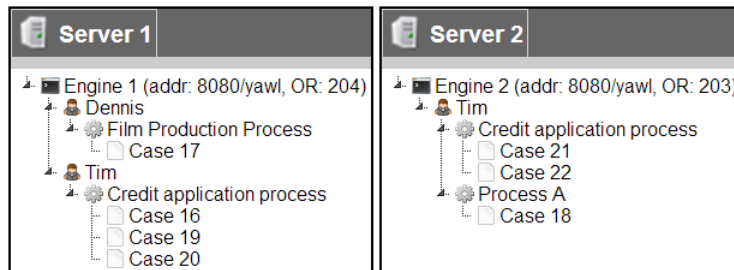 Server 1
Engine 1 (addr: 8080/yawl, OR: 204)
Dennis
Film Production Process
Case 17
Tim
Credit application process
Case 16
Case 19
Case 20
Server 2
Engine 2 (addr: 8080/yawl, OR: 203)
Tim
Credit application process
Case 21
Case 22
Process A
Case 18